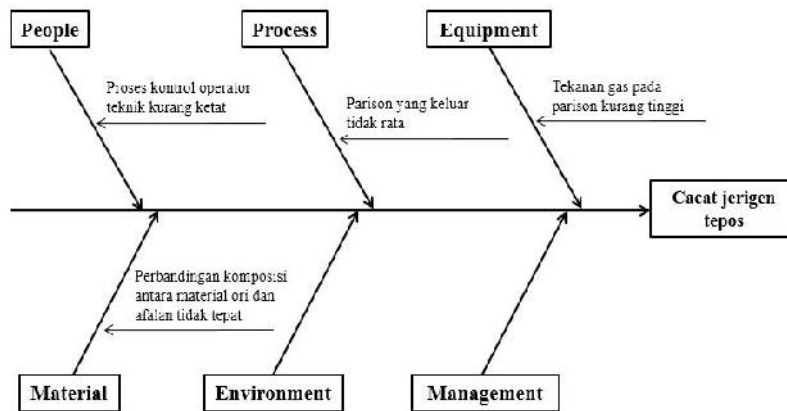 People
Process
Equipment
Proses kontrol operator
teknik kurang ketat
Parison yang keluar
tidak rata
Tekanan gas pada
parison kurang tinggi
Cacat jerigen
tepos
Perbandingan komposisi
antara material ori dan
afalan tidak tepat
Material
Environment
Management